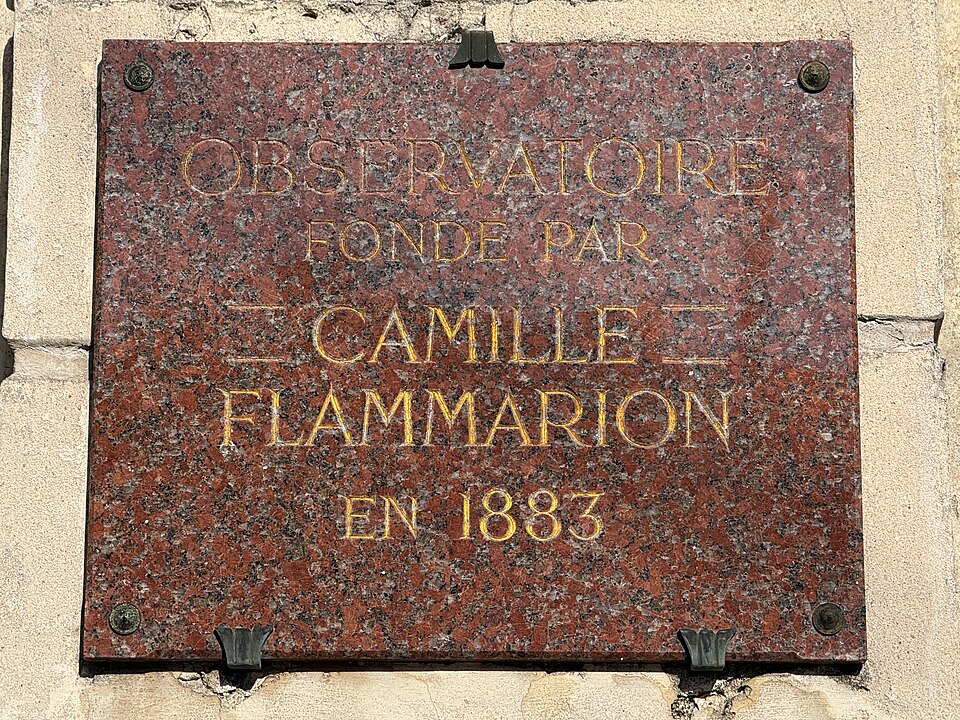 OBSERVATOIRE
FONDE PAR
CAMILLE
FLAMMARION
EN 1883